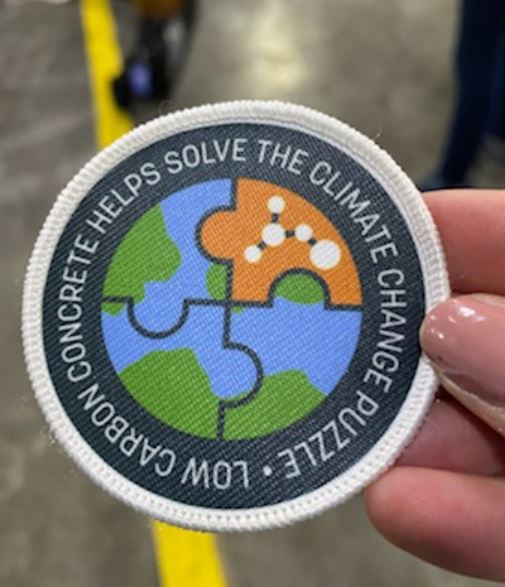 LOW CARBON CONCRETE HELPS SOLVE THE CLIMATE CHANGE PUZZLE •